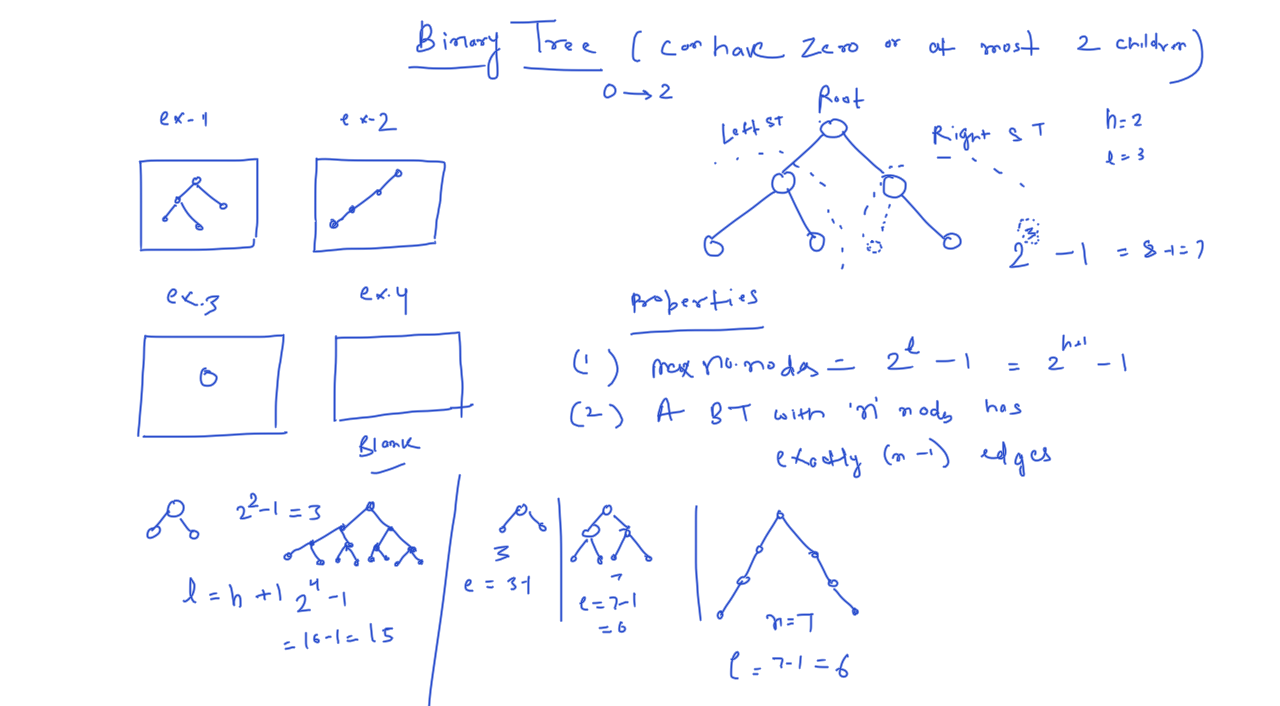 Binary Tree (can have zero or at most 2 children)
0 → 2
ex-1
ex-2
Root
Left ST
Right ST
h=2
l=3
2^3 - 1 = 8-1=7
ex.3
ex.4
Blank
Properties
(1) max no. nodes = 2^l - 1 = 2^h+1 - 1
(2) A BT with 'n' nodes has
exactly (n-1) edges
2^2-1 = 3
l = h + 1
2^4 - 1
= 16-1 = 15
3
e = 3-1
7
e = 7-1
= 6
n=7
e = 7-1 = 6